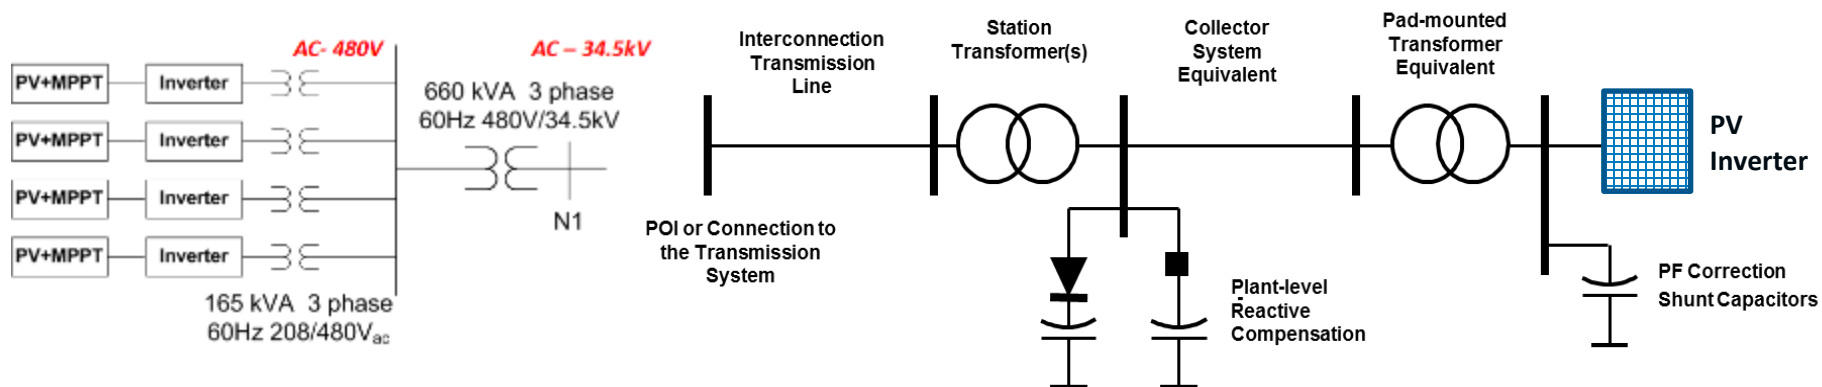 AC- 480V
AC – 34.5kV
PV+MPPT
Inverter
660 kVA  3 phase
60Hz 480V/34.5kV
PV+MPPT
Inverter
PV+MPPT
Inverter
N1
PV+MPPT
Inverter
165 kVA  3 phase
60Hz 208/480Vac
Interconnection
Transmission
Line
Station
Transformer(s)
Collector
System
Equivalent
Pad-mounted
Transformer
Equivalent
PV
Inverter
POI or Connection to
the Transmission
System
Plant-level
Reactive
Compensation
PF Correction
Shunt Capacitors